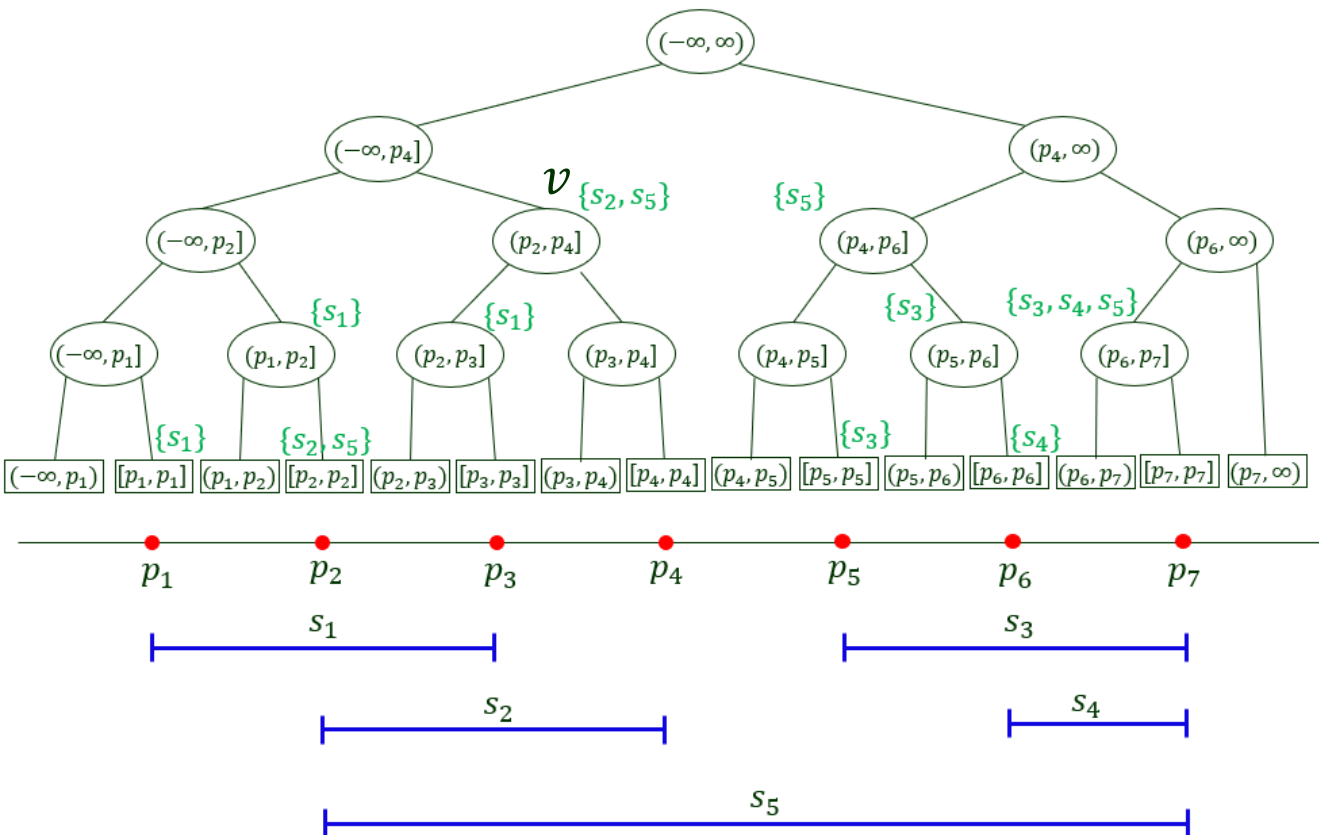 (−∞, ∞)
(−∞, p₄] (p₄, ∞)
v {s₂, s₅} {s₅}
(−∞, p₂] (p₂, p₄] (p₄, p₆] (p₆, ∞)
{s₁} {s₁} {s₃} {s₃, s₄, s₅}
(−∞, p₁] (p₁, p₂] (p₂, p₃] (p₃, p₄] (p₄, p₅] (p₅, p₆] (p₆, p₇]
{s₁} {s₂, s₅} {s₃} {s₄}
(−∞, p₁) [p₁, p₁] (p₁, p₂) [p₂, p₂] (p₂, p₃) [p₃, p₃] (p₃, p₄) [p₄, p₄] (p₄, p₅) [p₅, p₅] (p₅, p₆) [p₆, p₆] (p₆, p₇) [p₇, p₇] (p₇, ∞)
p₁ p₂ p₃ p₄ p₅ p₆ p₇
s₁ s₃
s₂ s₄
s₅